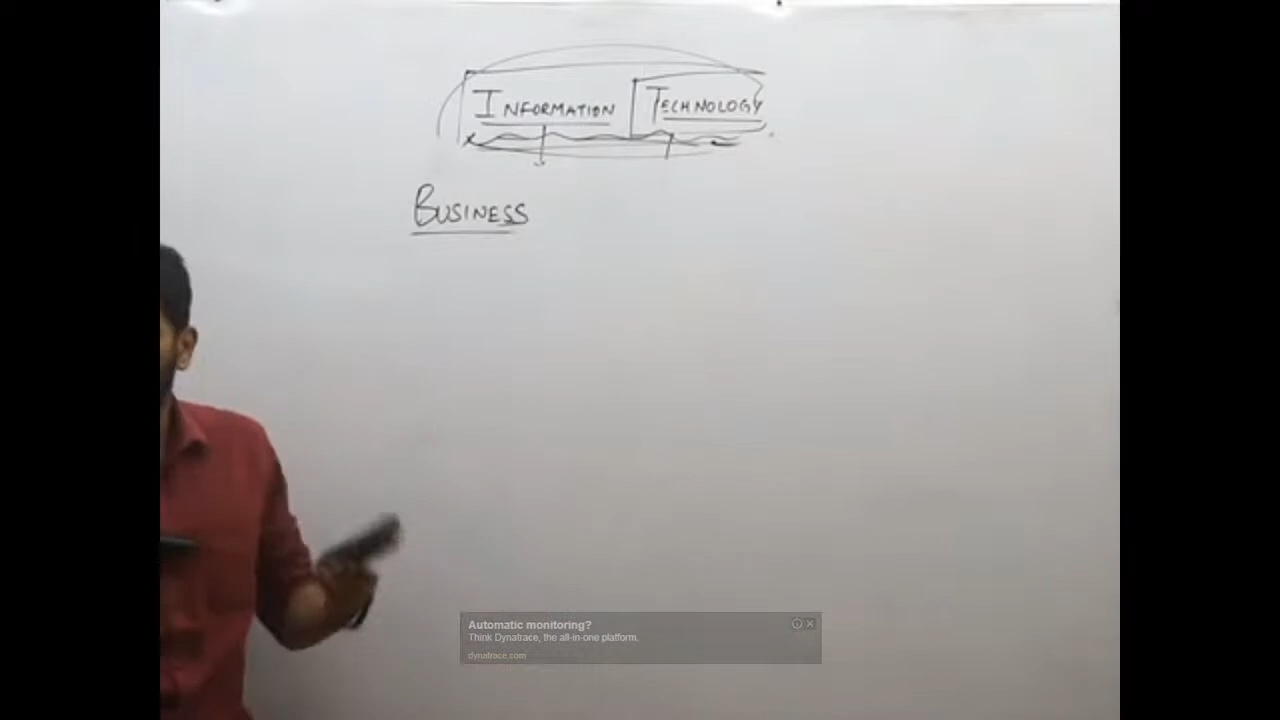 INFORMATION TECHNOLOGY
BUSINESS
Automatic monitoring?
Think Dynatrace, the all-in-one platform.
dynatrace.com